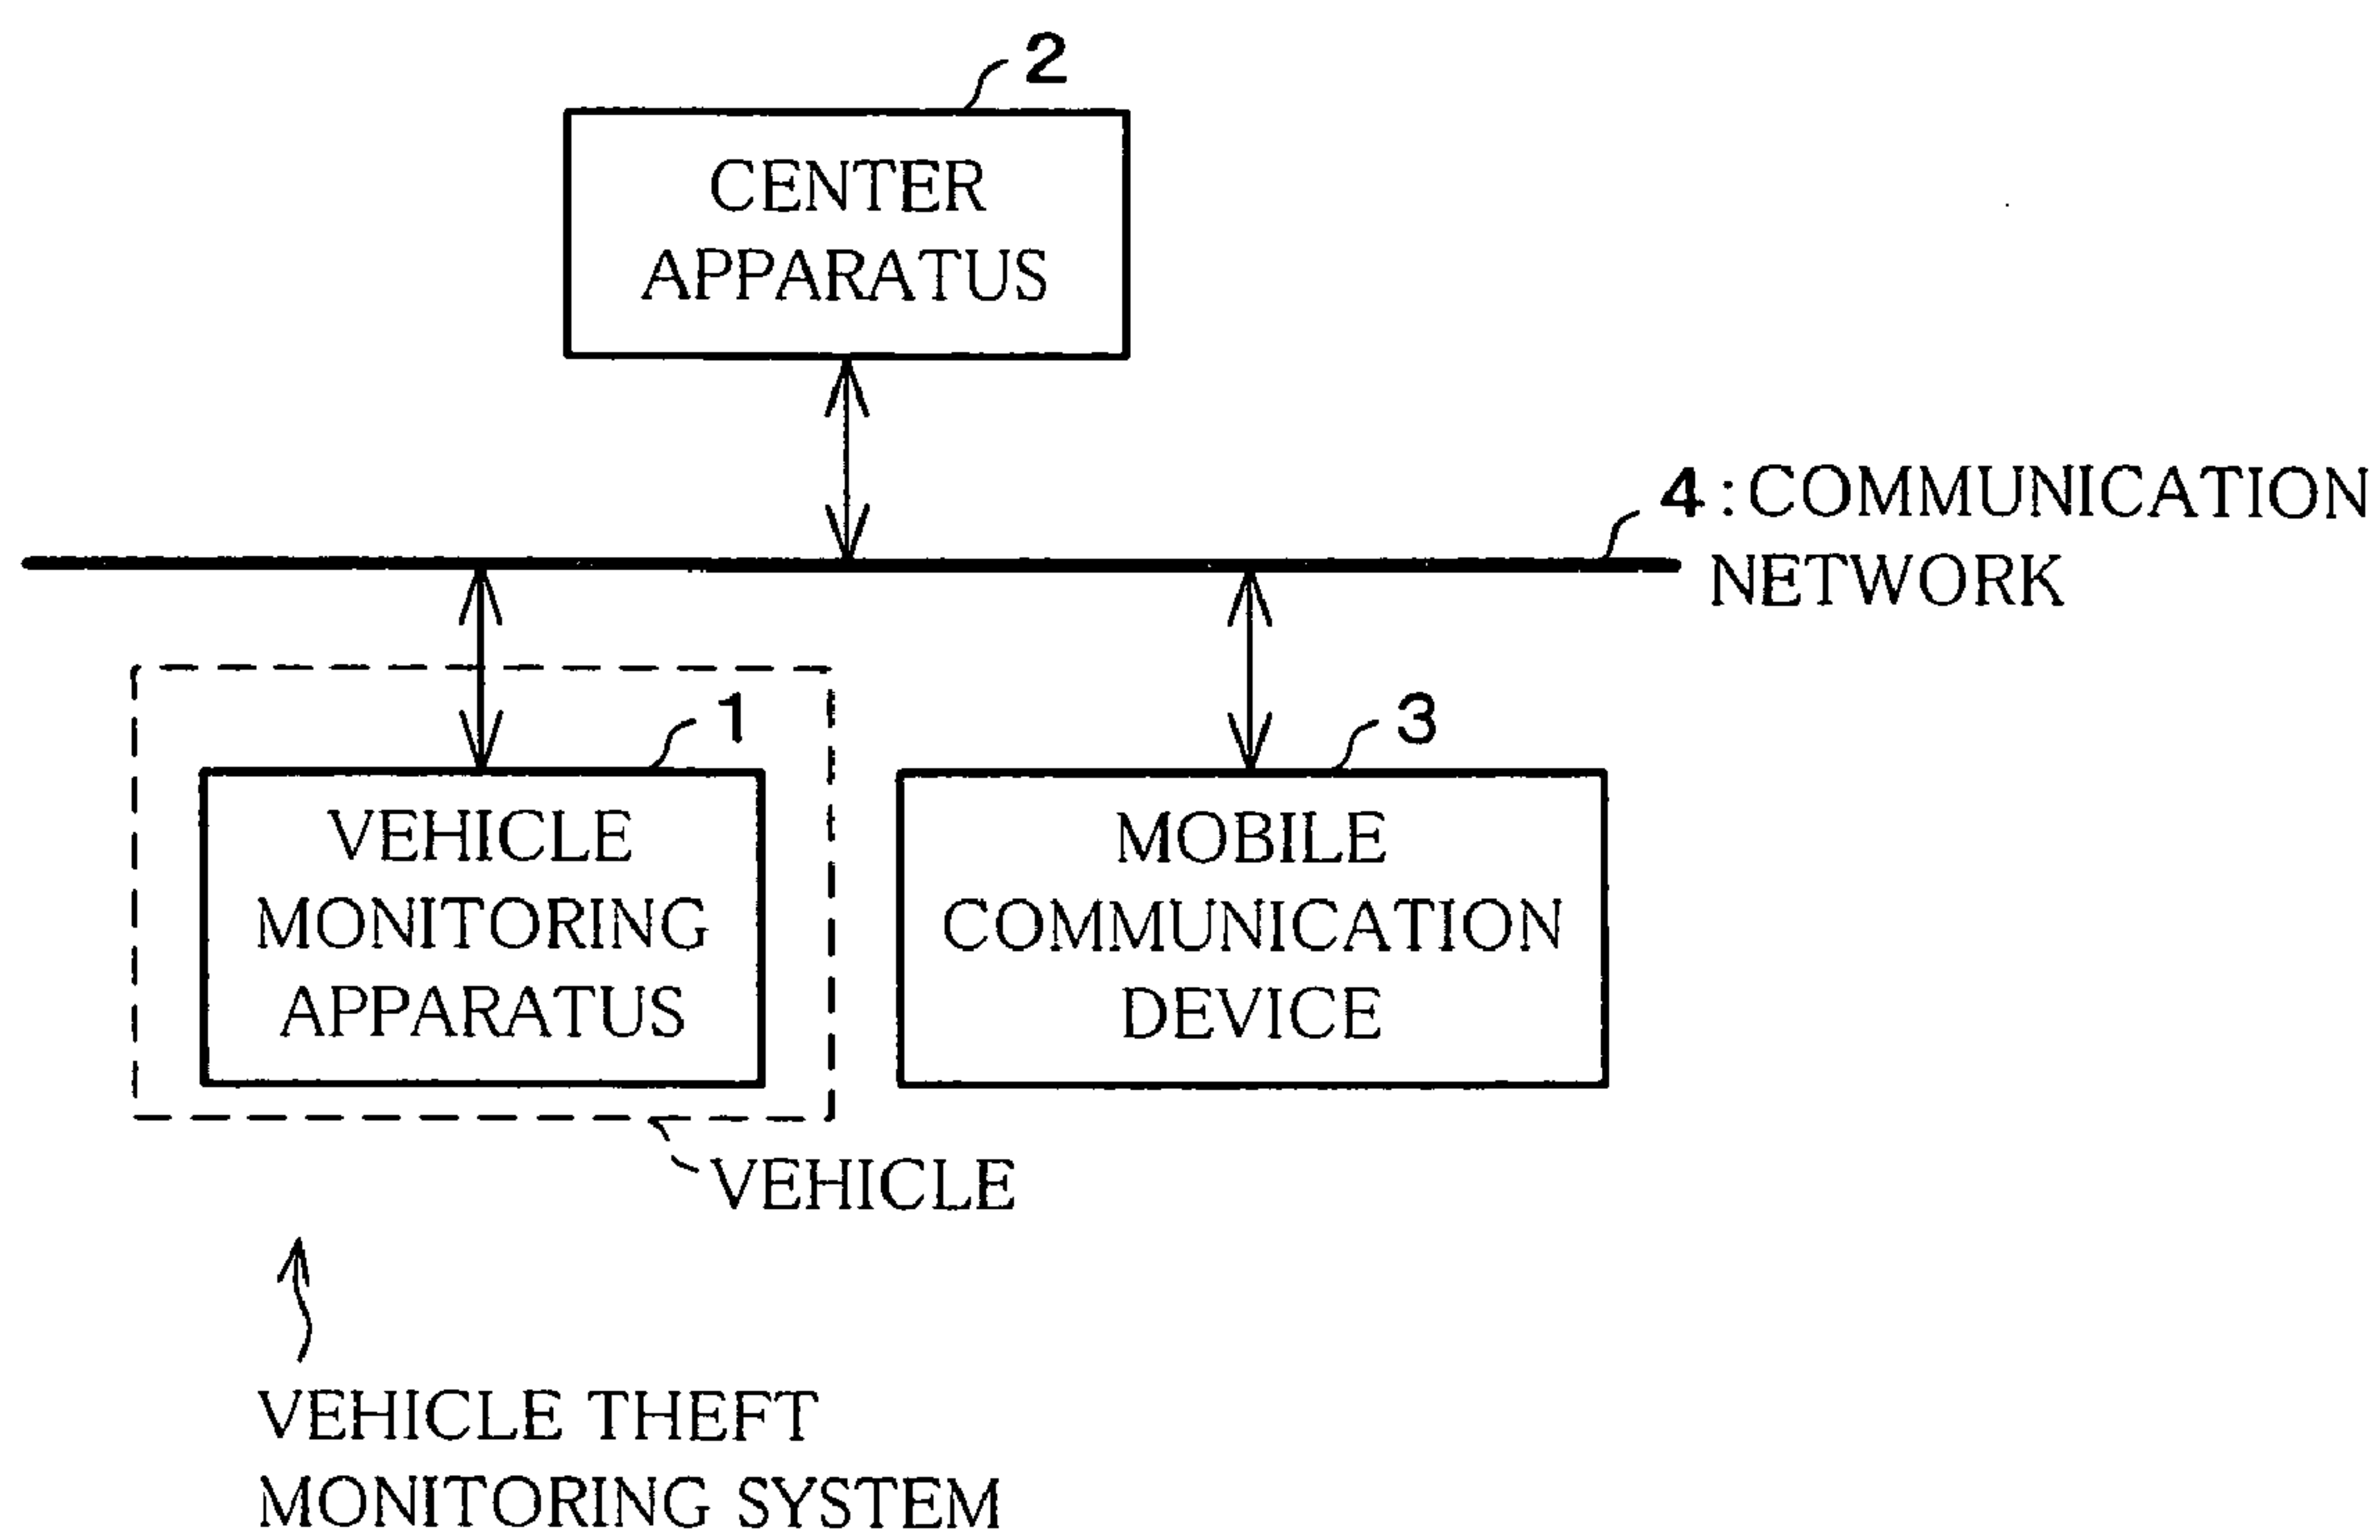 2
CENTER
APPARATUS
4 : COMMUNICATION
NETWORK
1
VEHICLE
MONITORING
APPARATUS
3
MOBILE
COMMUNICATION
DEVICE
VEHICLE
VEHICLE THEFT
MONITORING SYSTEM